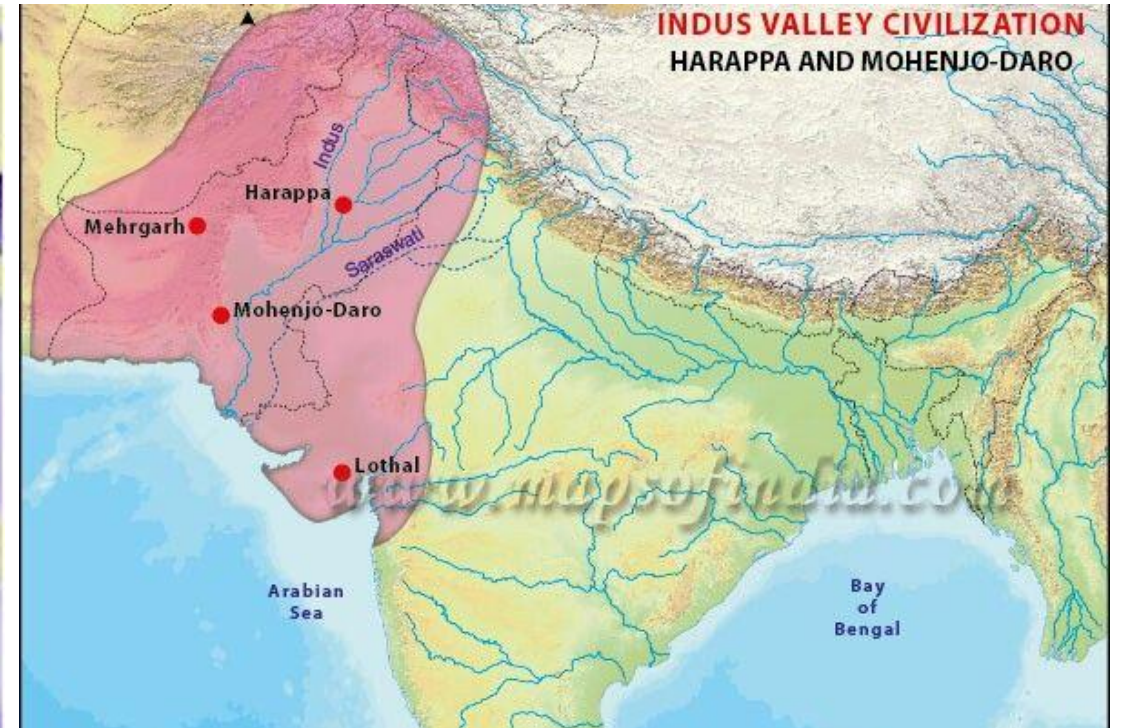 INDUS VALLEY CIVILIZATION
HARAPPA AND MOHENJO-DARO
Indus
Harappa
Mehrgarh
Saraswati
Mohenjo-Daro
Lothal
www.mapsofindia.com
Arabian
Sea
Bay
of
Bengal